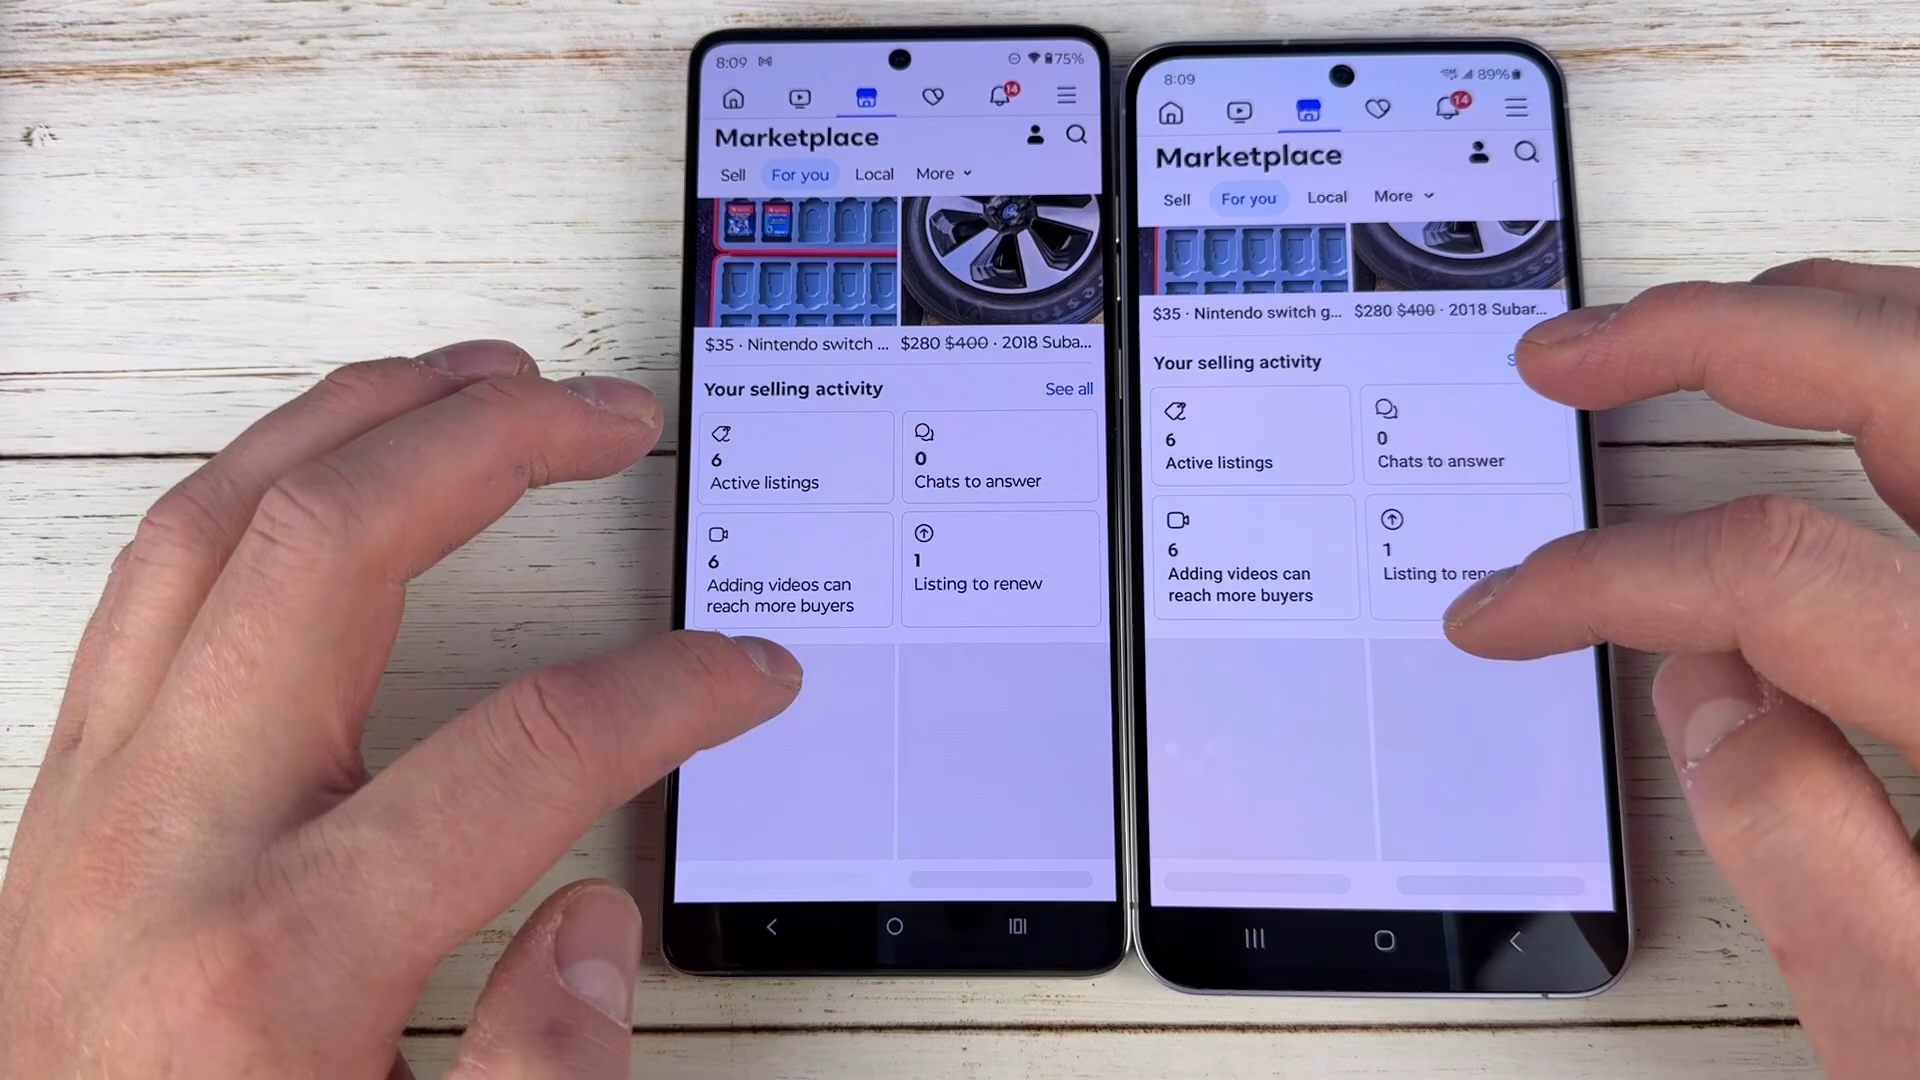 8:09
75%
14
Marketplace
Sell For you Local More
$35 · Nintendo switch ... $280 $400 · 2018 Suba...
Your selling activity See all
6
Active listings
0
Chats to answer
6
Adding videos can
reach more buyers
1
Listing to renew
8:09
89%
14
Marketplace
Sell For you Local More
$35 · Nintendo switch g... $280 $400 · 2018 Subar...
Your selling activity
6
Active listings
0
Chats to answer
6
Adding videos can
reach more buyers
1
Listing to